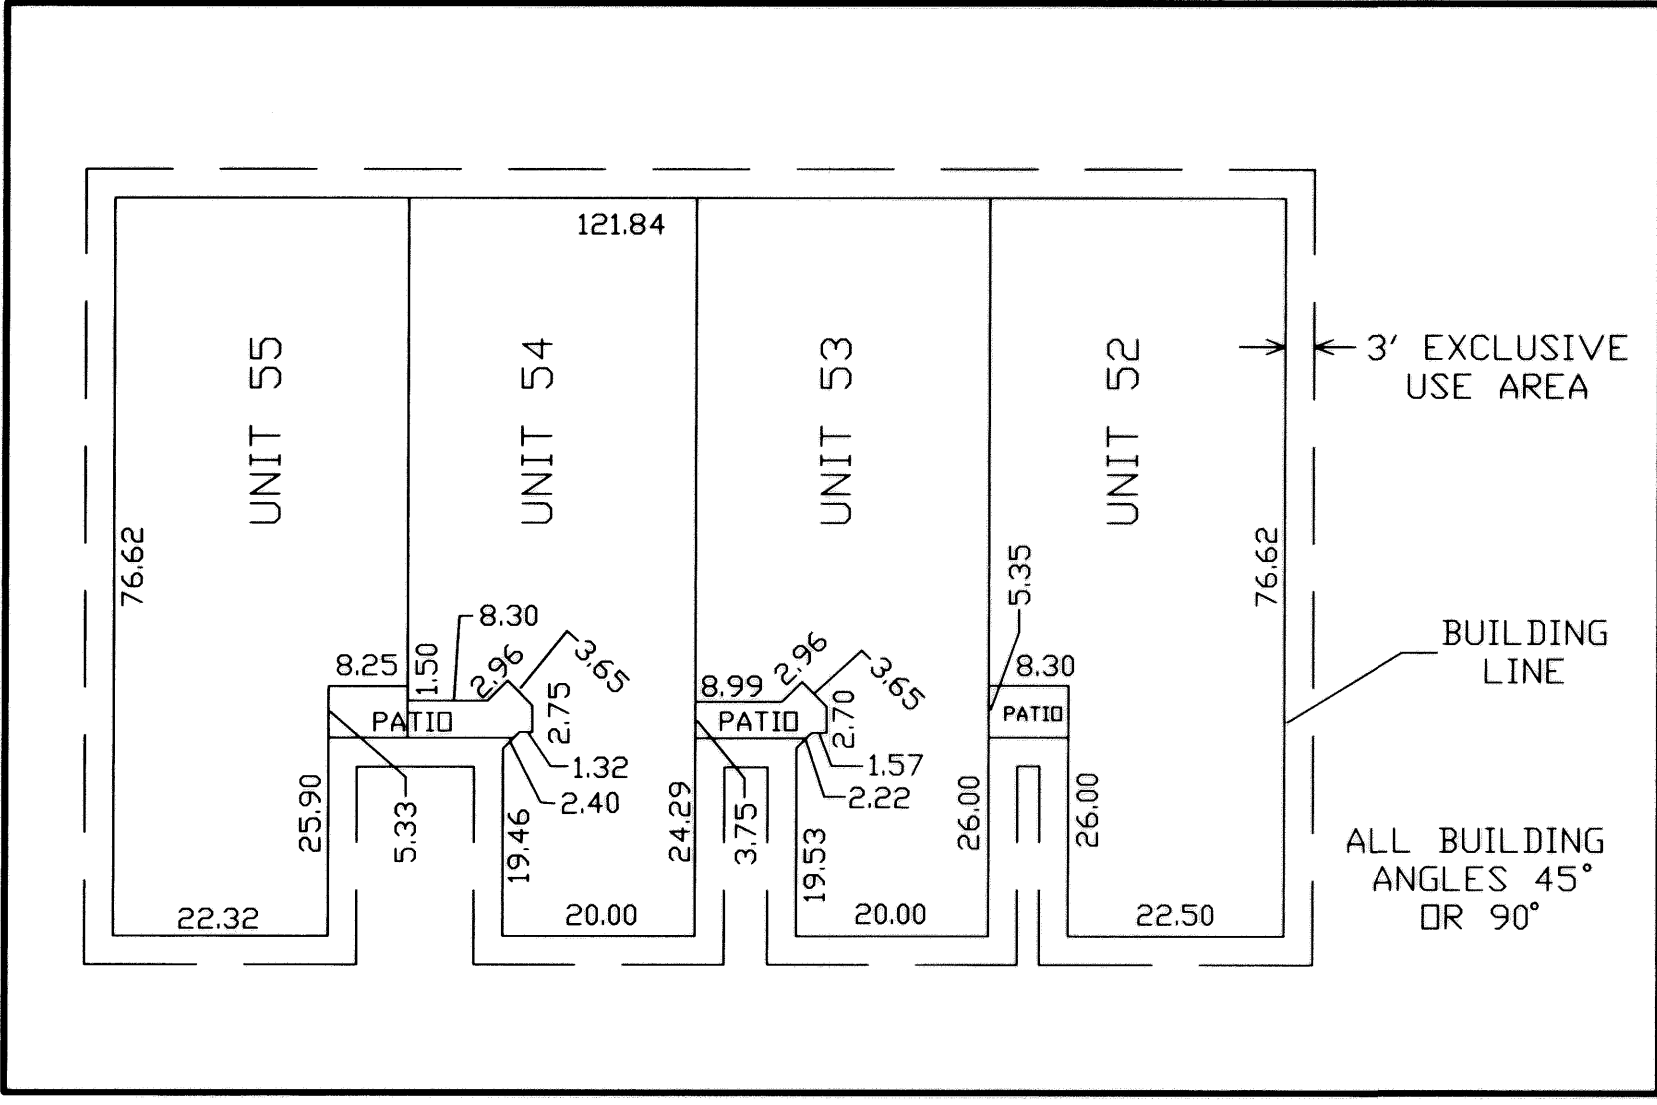 121.84
UNIT 55
UNIT 54
UNIT 53
UNIT 52
3' EXCLUSIVE
USE AREA
76.62
76.62
5.35
8.30
BUILDING
LINE
8.25
1.50
2.96
3.65
8.99
2.96
3.65
8.30
PATIO
2.75
PATIO
2.70
PATIO
1.32
1.57
2.40
2.22
25.90
5.33
19.46
24.29
3.75
19.53
26.00
26.00
ALL BUILDING
ANGLES 45°
OR 90°
22.32
20.00
20.00
22.50